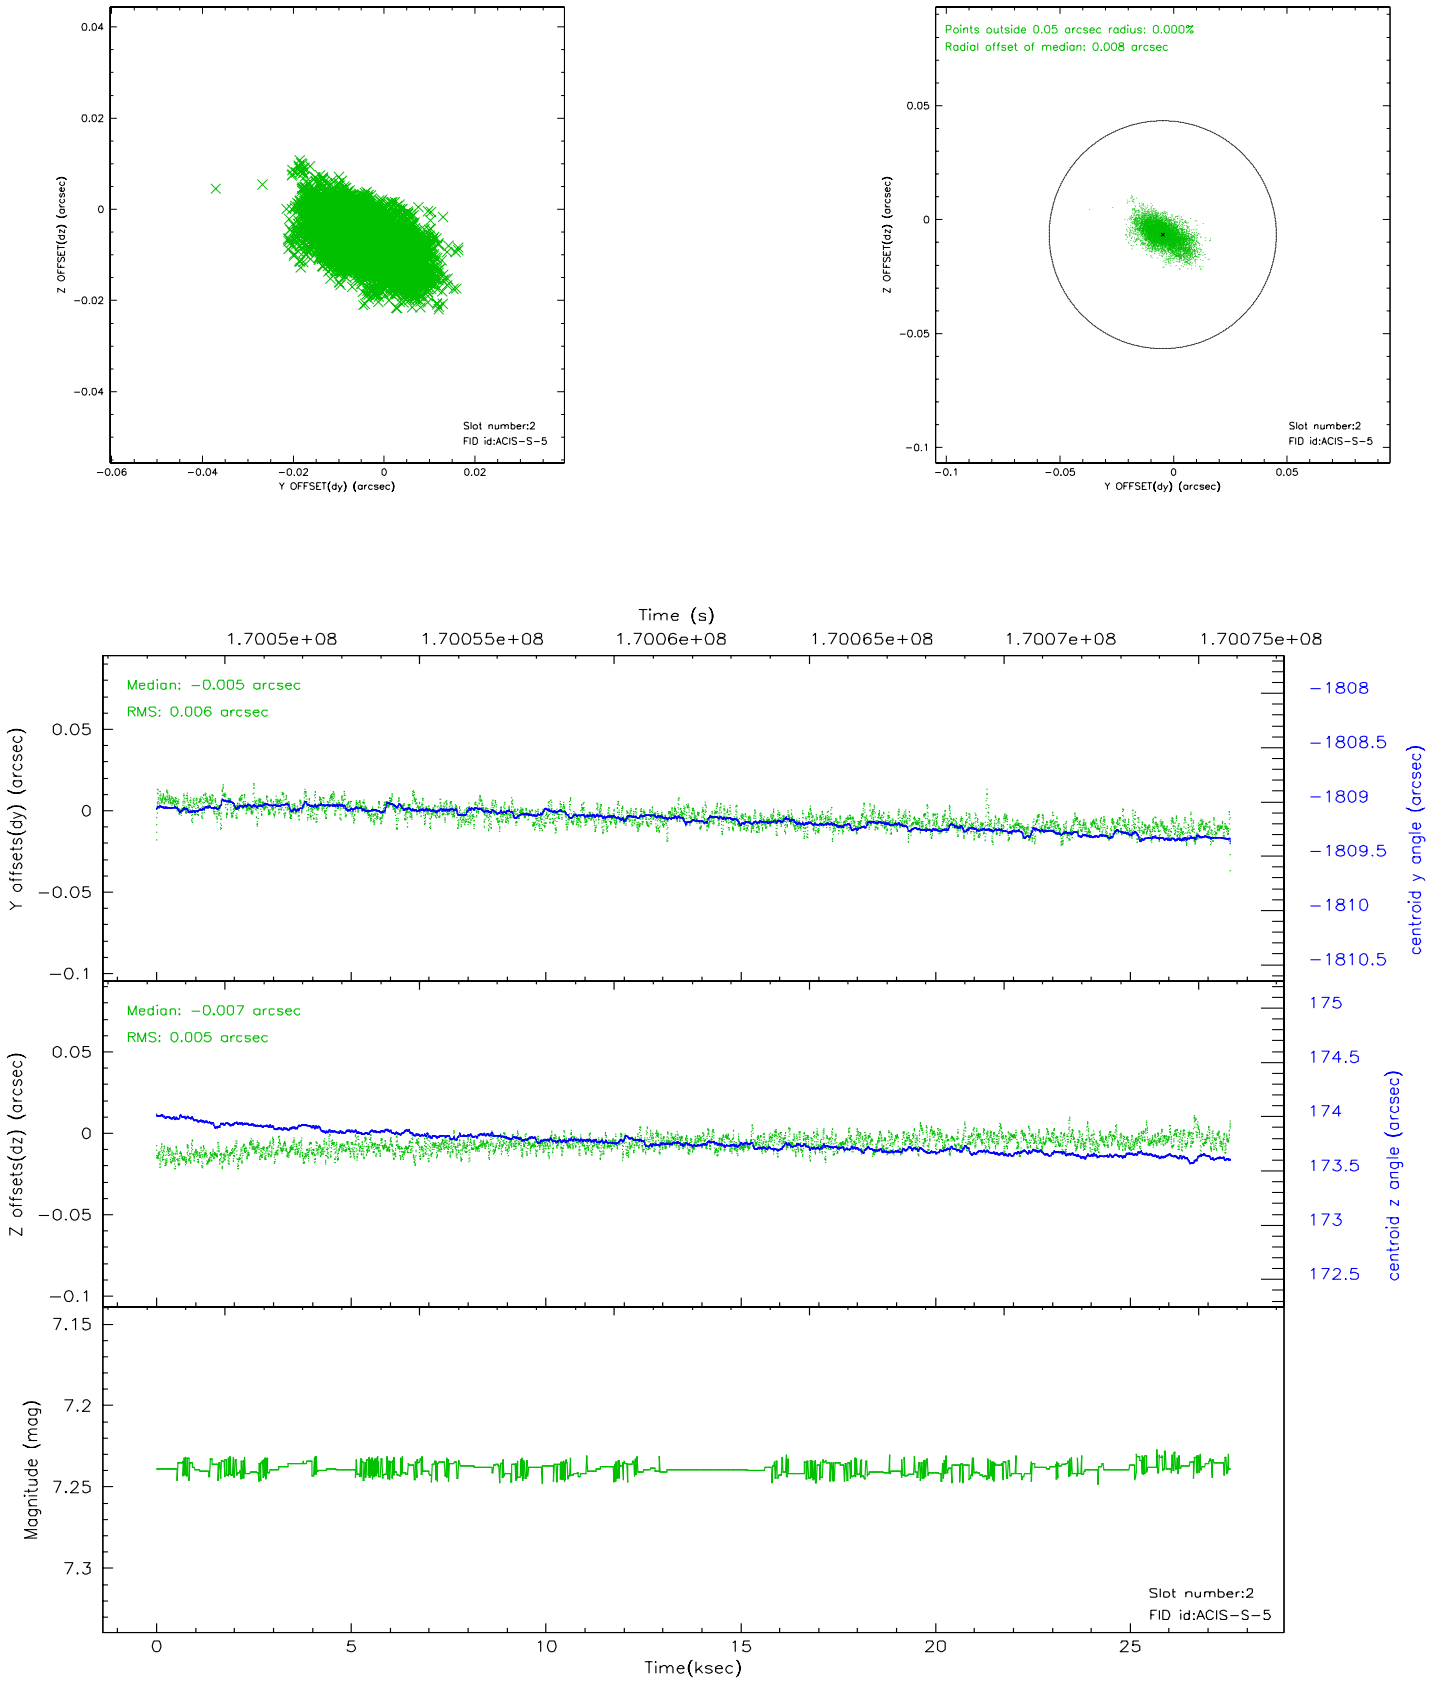 0.04
0.02
0
−0.02
−0.04
−0.06
−0.04
−0.02
0
0.02
Z OFFSET(dz) (arcsec)
Y OFFSET(dy) (arcsec)
Slot number:2
FID id:ACIS−S−5
Points outside 0.05 arcsec radius: 0.000%
Radial offset of median: 0.008 arcsec
0.05
0
−0.05
−0.1
−0.1
−0.05
0
0.05
Z OFFSET(dz) (arcsec)
Y OFFSET(dy) (arcsec)
Slot number:2
FID id:ACIS−S−5
Time (s)
1.7005e+08
1.70055e+08
1.7006e+08
1.70065e+08
1.7007e+08
1.70075e+08
Median: −0.005 arcsec
RMS: 0.006 arcsec
0.05
0
−0.05
−0.1
Y offsets(dy) (arcsec)
−1808
−1808.5
−1809
−1809.5
−1810
−1810.5
centroid y angle (arcsec)
Median: −0.007 arcsec
RMS: 0.005 arcsec
0.05
0
−0.05
−0.1
Z offsets(dz) (arcsec)
175
174.5
174
173.5
173
172.5
centroid z angle (arcsec)
7.15
7.2
7.25
7.3
Magnitude (mag)
Slot number:2
FID id:ACIS−S−5
0
5
10
15
20
25
Time(ksec)